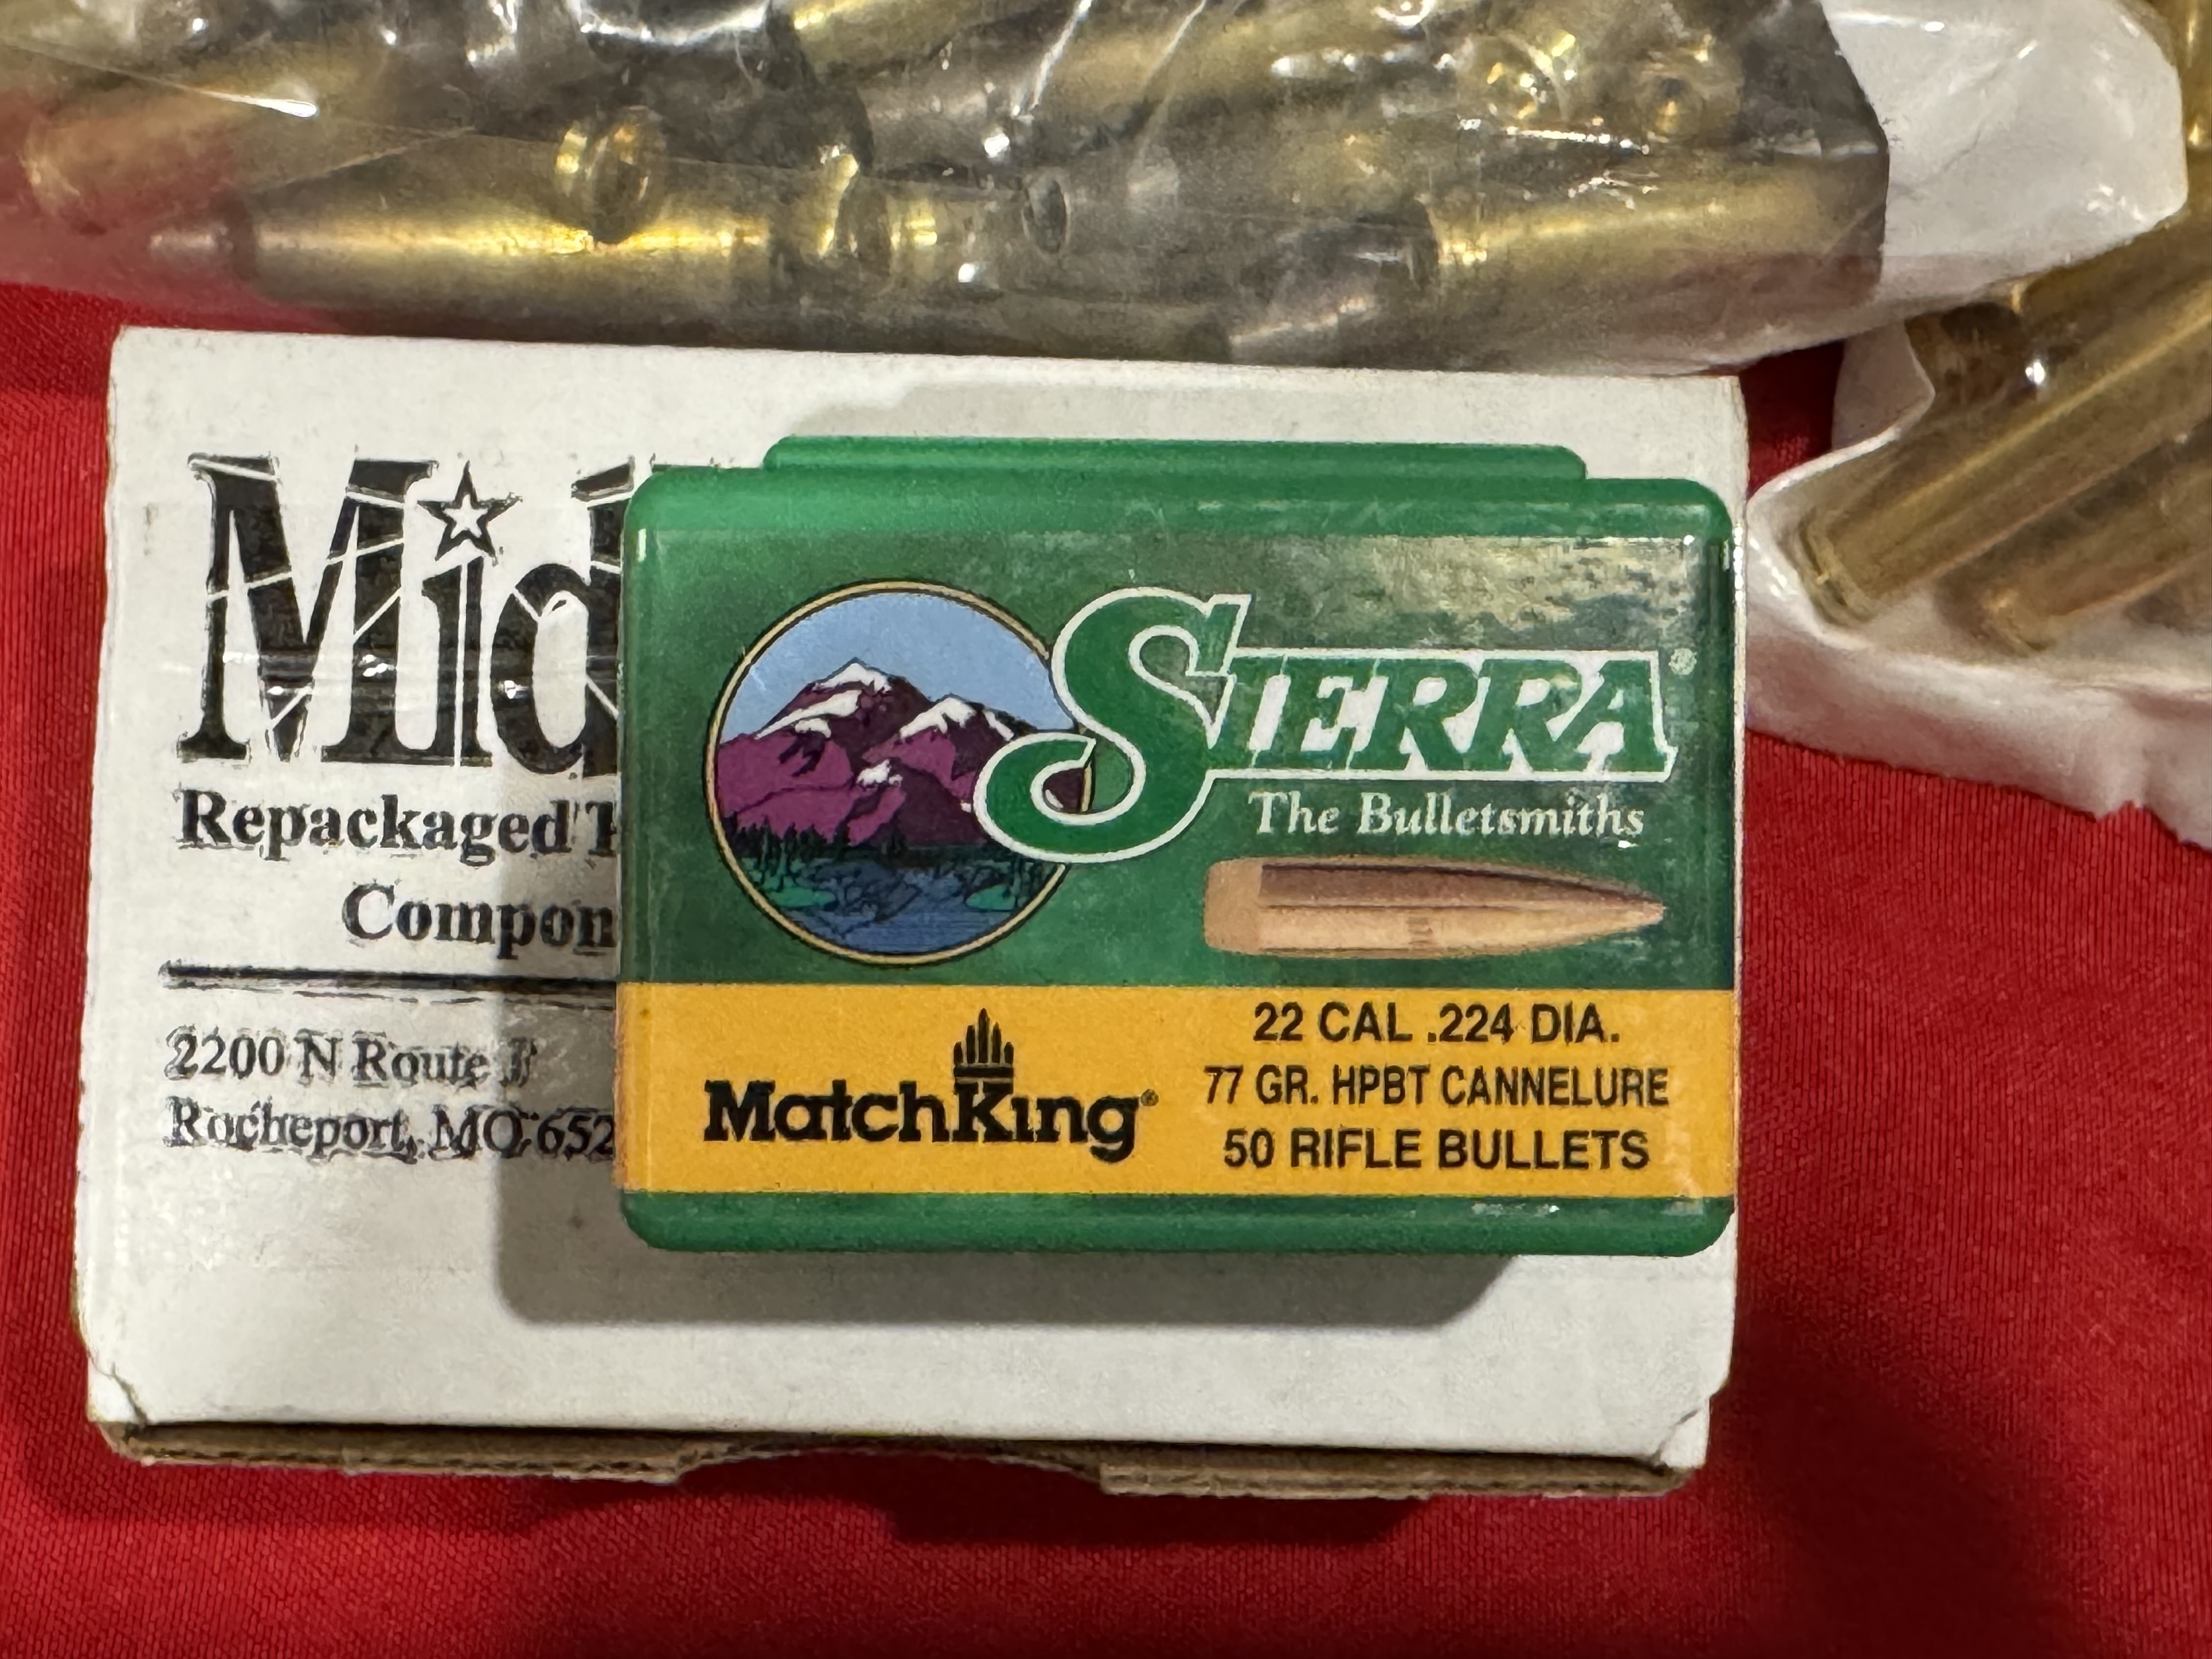 Mid
Repackaged
Compon
2200 N Route J
Rocheport, MO 652
SIERRA®
The Bulletsmiths
MatchKing®
22 CAL .224 DIA.
77 GR. HPBT CANNELURE
50 RIFLE BULLETS